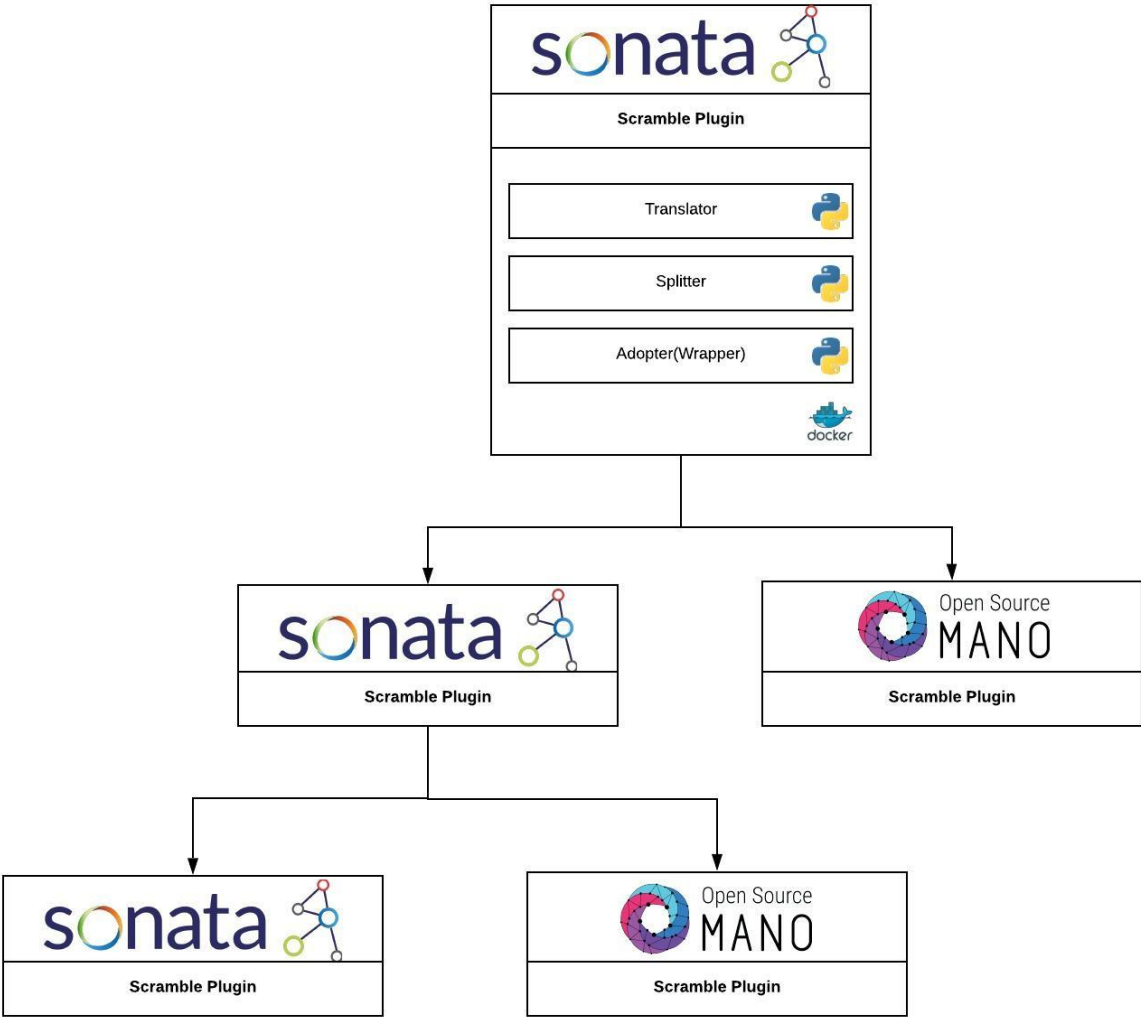 sonata
Scramble Plugin
Translator
Splitter
Adopter(Wrapper)
docker
sonata
Scramble Plugin
Open Source
MANO
Scramble Plugin
sonata
Scramble Plugin
Open Source
MANO
Scramble Plugin